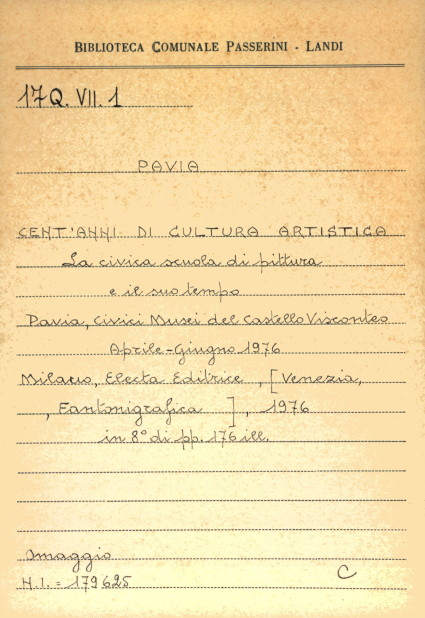 BIBLIOTECA COMUNALE PASSERINI - LANDI
17Q. VII. 1
PAVIA
CENT'ANNI DI CULTURA ARTISTICA
La civica scuola di pittura
e il suo tempo
Pavia, Civici Musei del Castello Visconteo
Aprile-Giugno 1976
Milano, Electa Editrice, [Venezia,
, Fantonigrafica ], 1976
in 8° di pp. 176 ill.
Omaggio
N.I. = 179625
C